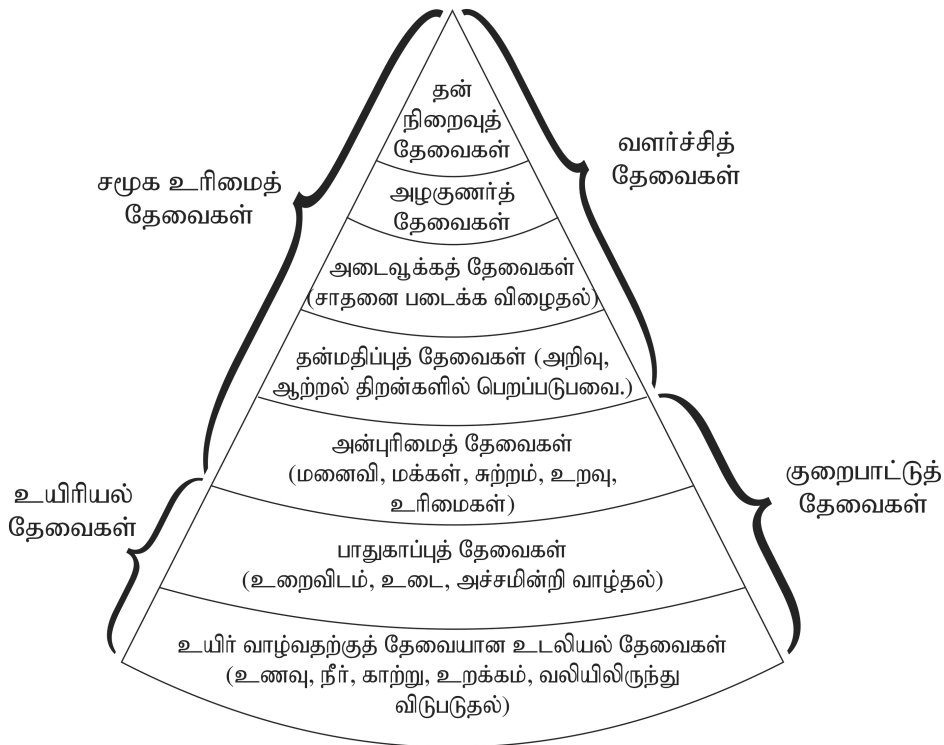 தன்
நிறைவுத்
தேவைகள்
வளர்ச்சித்
தேவைகள்
சமூக உரிமைத்
தேவைகள்
அழகுணர்த்
தேவைகள்
அடைவூக்கத் தேவைகள்
(சாதனை படைக்க விழைதல்)
தன்மதிப்புத் தேவைகள் (அறிவு,
ஆற்றல் திறன்களில் பெறப்படுபவை.)
அன்புரிமைத் தேவைகள்
(மனைவி, மக்கள், சுற்றம், உறவு,
உரிமைகள்)
குறைபாட்டுத்
தேவைகள்
உயிரியல்
தேவைகள்
பாதுகாப்புத் தேவைகள்
(உறைவிடம், உடை, அச்சமின்றி வாழ்தல்)
உயிர் வாழ்வதற்குத் தேவையான உடலியல் தேவைகள்
(உணவு, நீர், காற்று, உறக்கம், வலியிலிருந்து
விடுபடுதல்)